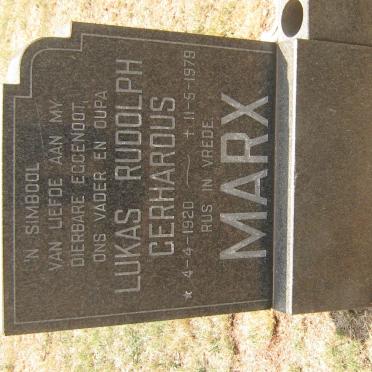 'N SIMBOOL
VAN LIEFDE AAN MY
DIERBARE EGGENOOT,
ONS VADER EN OUPA
LUKAS RUDOLPH
GERHARDUS
★ 4-4-1920 ~ † 11-5-1979
RUS IN VREDE.
MARX